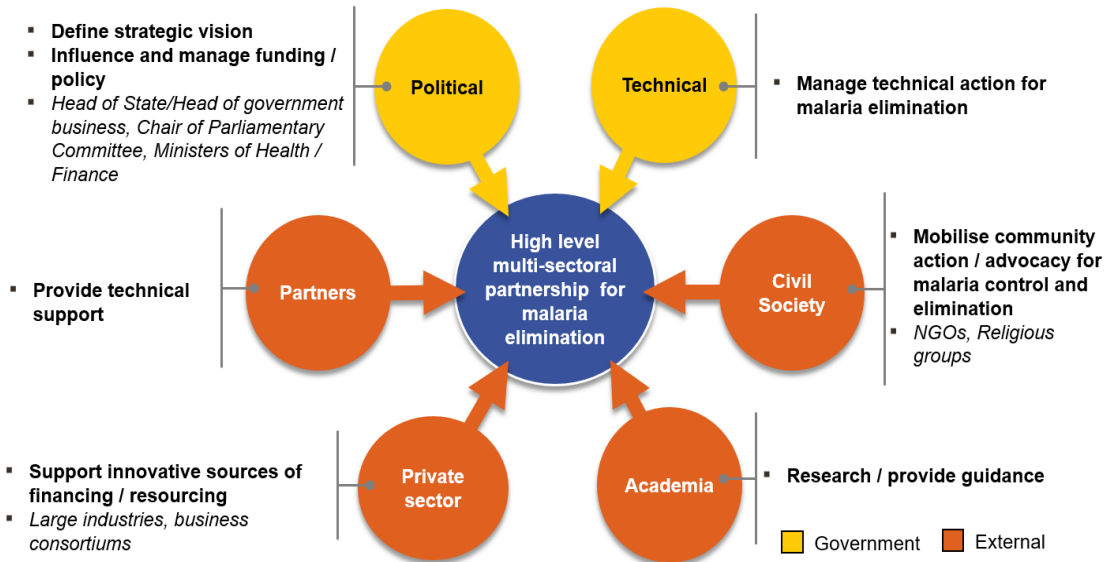 ▪ Define strategic vision
▪ Influence and manage funding /
policy
▪ Head of State/Head of government
business, Chair of Parliamentary
Committee, Ministers of Health /
Finance
Political
Technical
▪ Manage technical action for
malaria elimination
▪ Provide technical
support
Partners
High level
multi-sectoral
partnership for
malaria
elimination
Civil
Society
▪ Mobilise community
action / advocacy for
malaria control and
elimination
▪ NGOs, Religious
groups
▪ Support innovative sources of
financing / resourcing
▪ Large industries, business
consortiums
Private
sector
Academia
▪ Research / provide guidance
Government
External